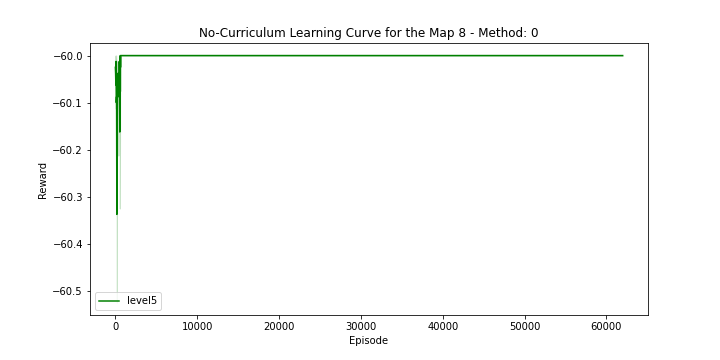 No-Curriculum Learning Curve for the Map 8 - Method: 0
Reward
−60.0
−60.1
−60.2
−60.3
−60.4
−60.5
level5
0 10000 20000 30000 40000 50000 60000
Episode